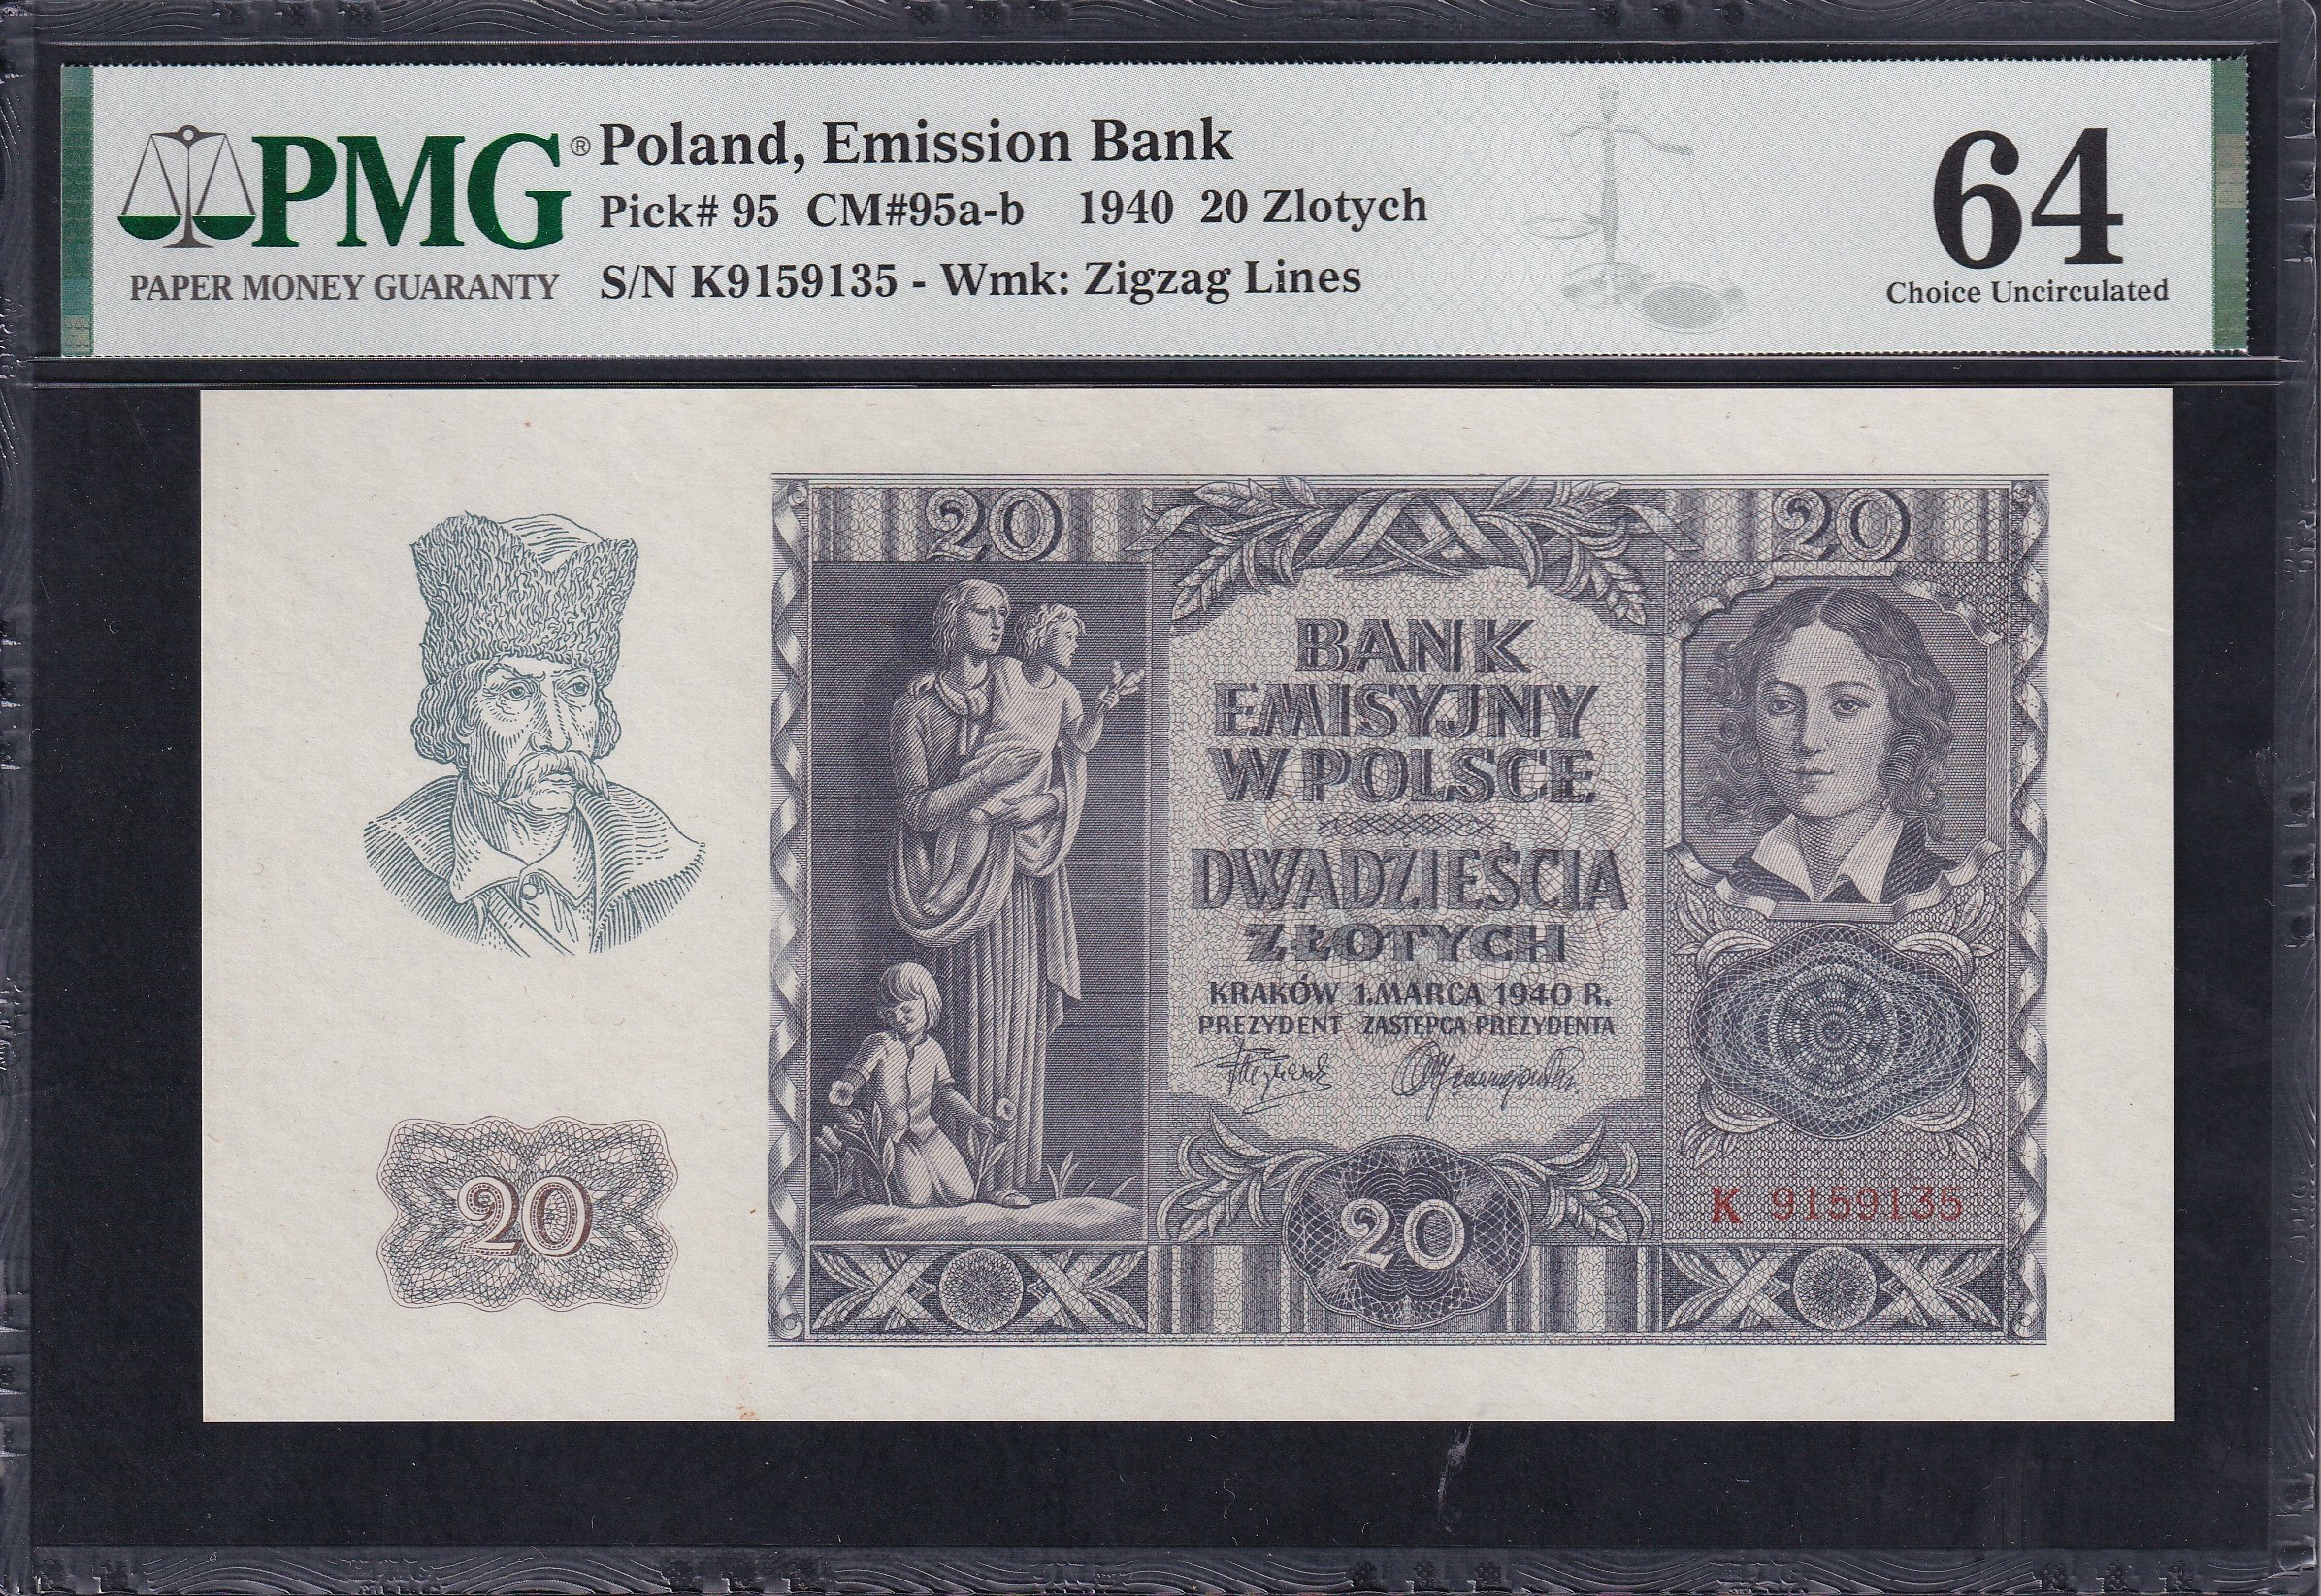 PMG®
PAPER MONEY GUARANTY
Poland, Emission Bank
Pick# 95 CM#95a-b 1940 20 Zlotych
S/N K9159135 - Wmk: Zigzag Lines
64
Choice Uncirculated
20
20
BANK
EMISYJNY
W POLSCE
DWADZIEŚCIA
ZŁOTYCH
KRAKÓW 1.MARCA 1940 R.
PREZYDENT ZASTĘPCA PREZYDENTA
20
20
K 9159135